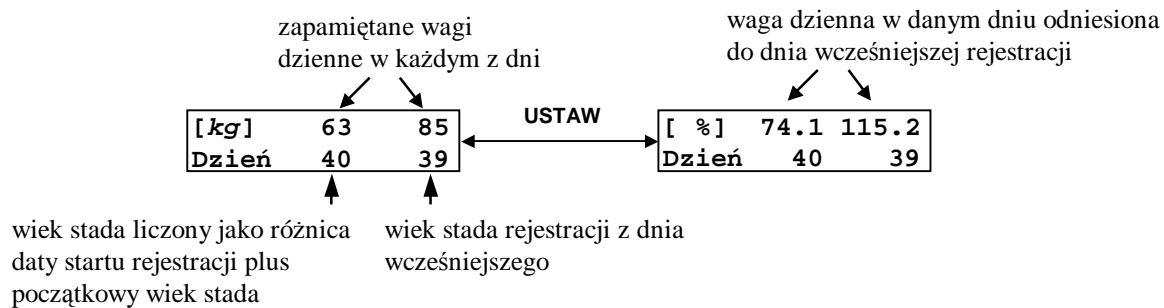 zapamiętane wagi
dzienne w każdym z dni
waga dzienna w danym dniu odniesiona
do dnia wcześniejszej rejestracji
[kg] 63 85
Dzień 40 39
USTAW
[ %] 74.1 115.2
Dzień 40 39
wiek stada liczony jako różnica
daty startu rejestracji plus
początkowy wiek stada
wiek stada rejestracji z dnia
wcześniejszego